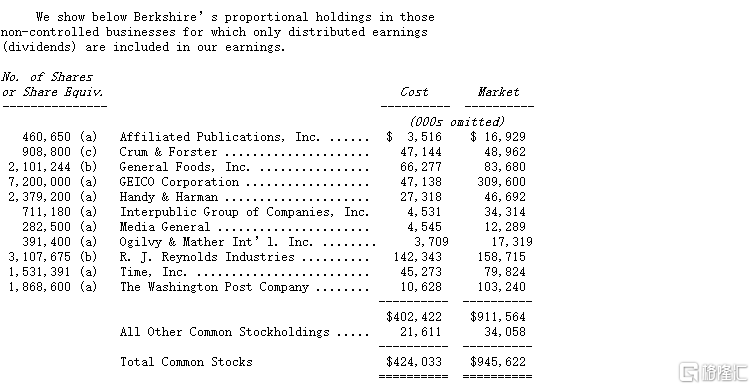 We show below Berkshire's proportional holdings in those
non-controlled businesses for which only distributed earnings
(dividends) are included in our earnings.
No. of Shares
or Share Equiv. Cost Market
(000s omitted)
460,650 (a) Affiliated Publications, Inc. ...... $ 3,516 $ 16,929
908,800 (c) Crum & Forster .................... 47,144 48,962
2,101,244 (b) General Foods, Inc. ............... 66,277 83,680
7,200,000 (a) GEICO Corporation ................. 47,138 309,600
2,379,200 (a) Handy & Harman .................... 27,318 46,692
711,180 (a) Interpublic Group of Companies, Inc. 4,531 34,314
282,500 (a) Media General ..................... 4,545 12,289
391,400 (a) Ogilvy & Mather Int'l. Inc. ........ 3,709 17,319
3,107,675 (b) R. J. Reynolds Industries .......... 142,343 158,715
1,531,391 (a) Time, Inc. ........................ 45,273 79,824
1,868,600 (a) The Washington Post Company ........ 10,628 103,240
$402,422 $911,564
All Other Common Stockholdings ..... 21,611 34,058
Total Common Stocks $424,033 $945,622
格隆汇